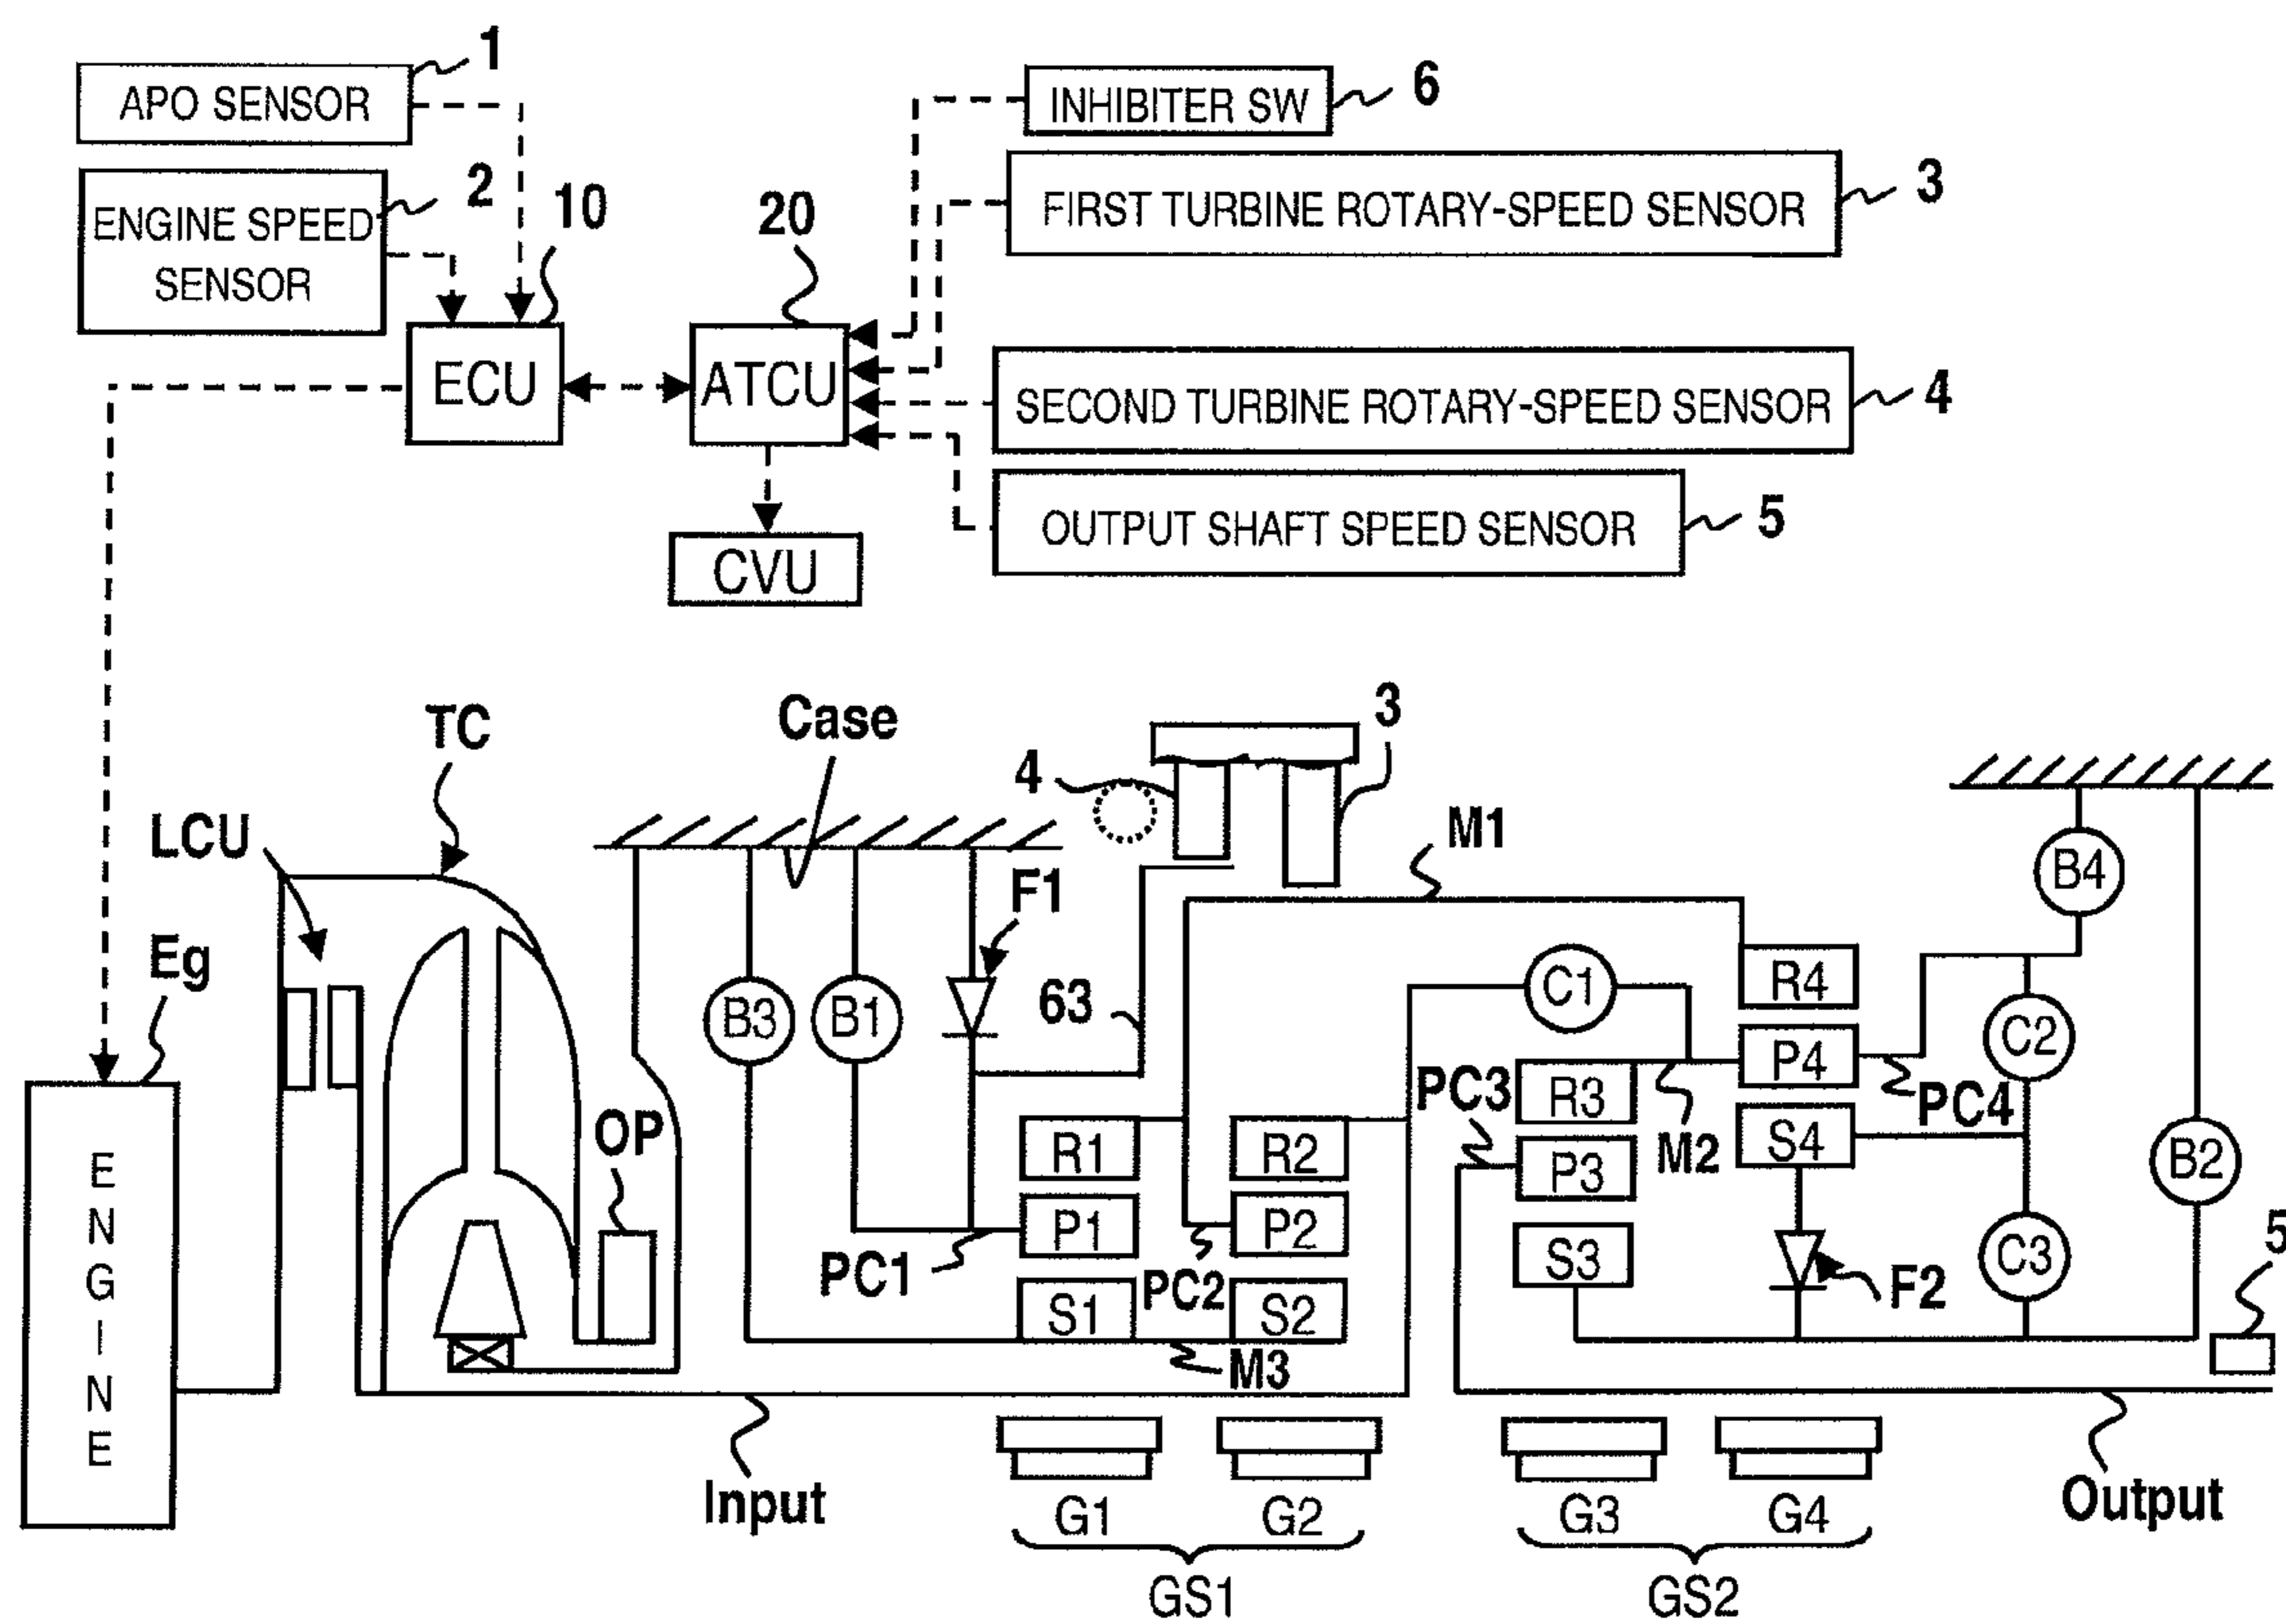 1
APO SENSOR
2
ENGINE SPEED
SENSOR
10
20
ECU
ATCU
CVU
INHIBITER SW
6
FIRST TURBINE ROTARY-SPEED SENSOR
3
SECOND TURBINE ROTARY-SPEED SENSOR
4
OUTPUT SHAFT SPEED SENSOR
5
TC
Case
4
3
LCU
M1
Eg
F1
B4
B3
B1
63
C1
R4
C2
P4
PC3
R3
PC4
OP
R1
R2
M2
S4
P3
B2
P1
P2
PC1
PC2
S3
C3
F2
5
S1
S2
M3
ENGINE
Input
Output
G1
G2
G3
G4
GS1
GS2